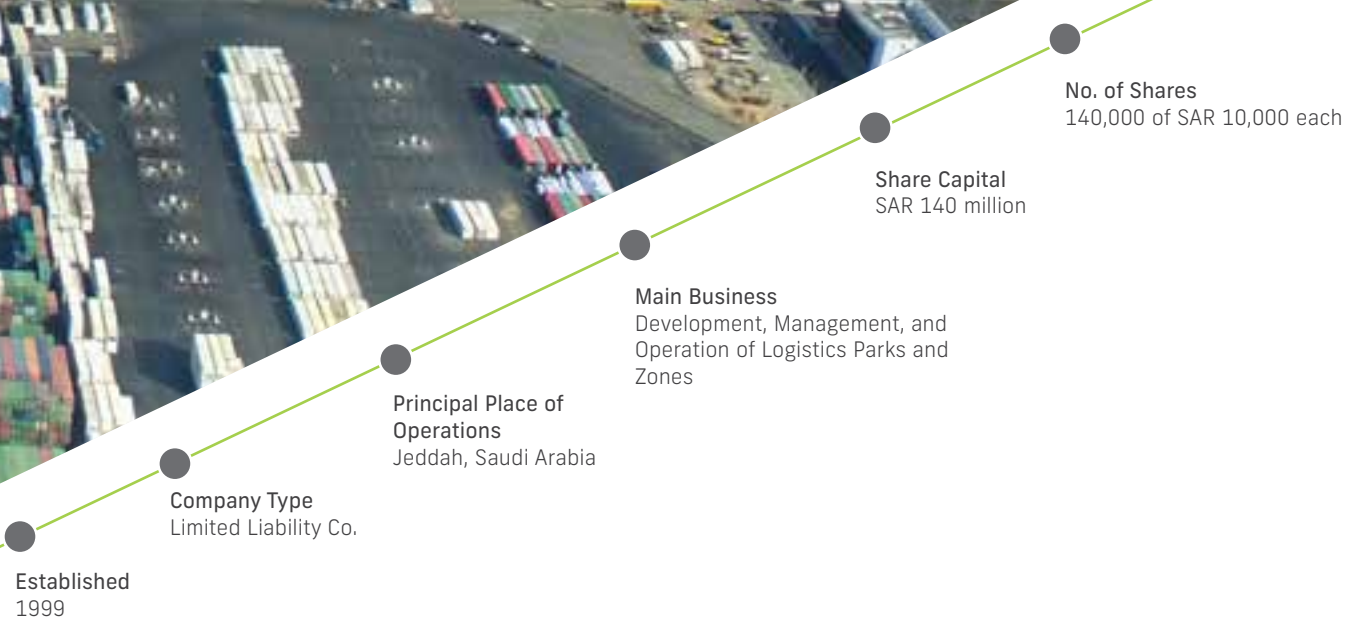 Established
1999
Company Type
Limited Liability Co.
Principal Place of
Operations
Jeddah, Saudi Arabia
Main Business
Development, Management, and
Operation of Logistics Parks and
Zones
Share Capital
SAR 140 million
No. of Shares
140,000 of SAR 10,000 each